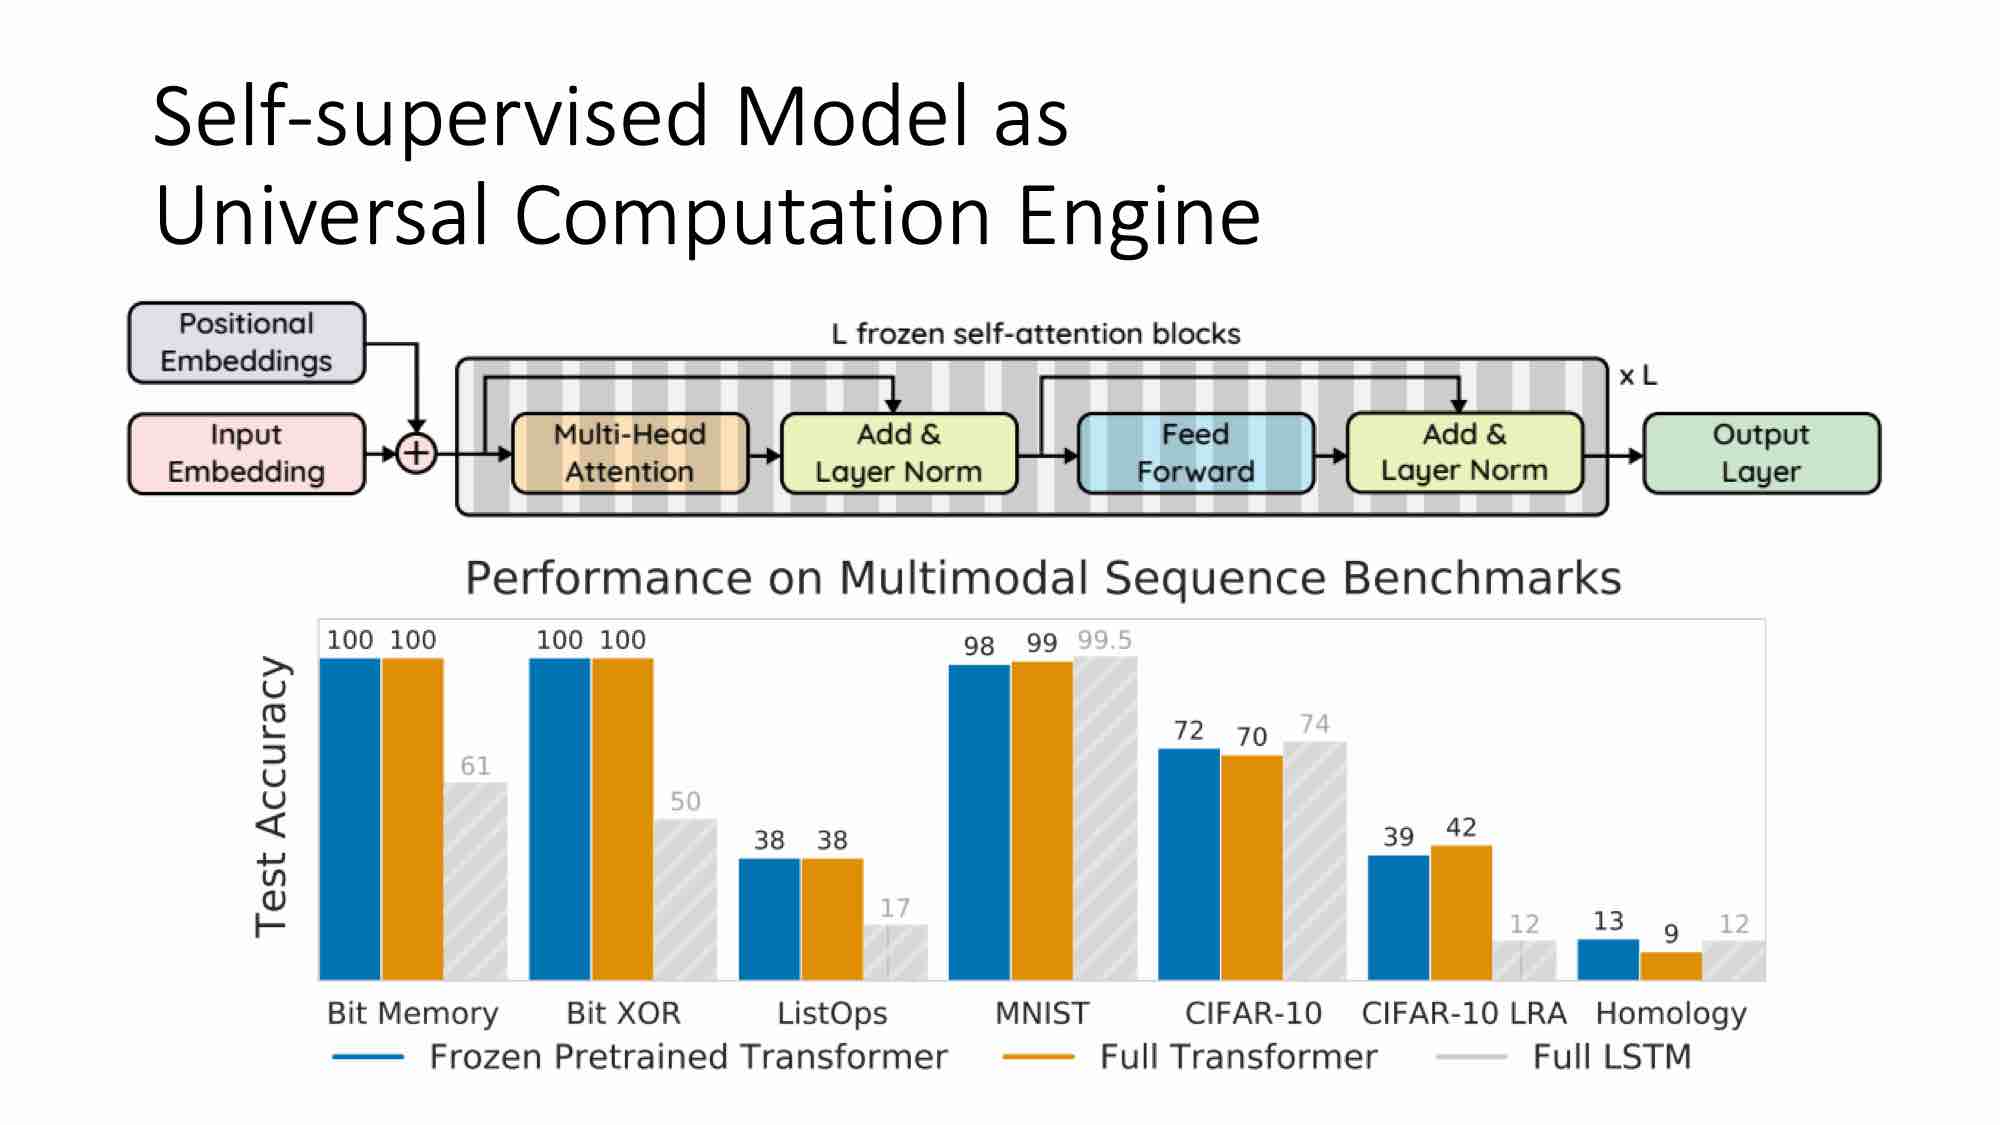 Self-supervised Model as
Universal Computation Engine
Positional
Embeddings
Input
Embedding
+
L frozen self-attention blocks
x L
Multi-Head
Attention
Add &
Layer Norm
Feed
Forward
Add &
Layer Norm
Output
Layer
Performance on Multimodal Sequence Benchmarks
Test Accuracy
100 100 61
100 100 50
38 38 17
98 99 99.5
72 70 74
39 42 12
13 9 12
Bit Memory Bit XOR ListOps MNIST CIFAR-10 CIFAR-10 LRA Homology
Frozen Pretrained Transformer Full Transformer Full LSTM